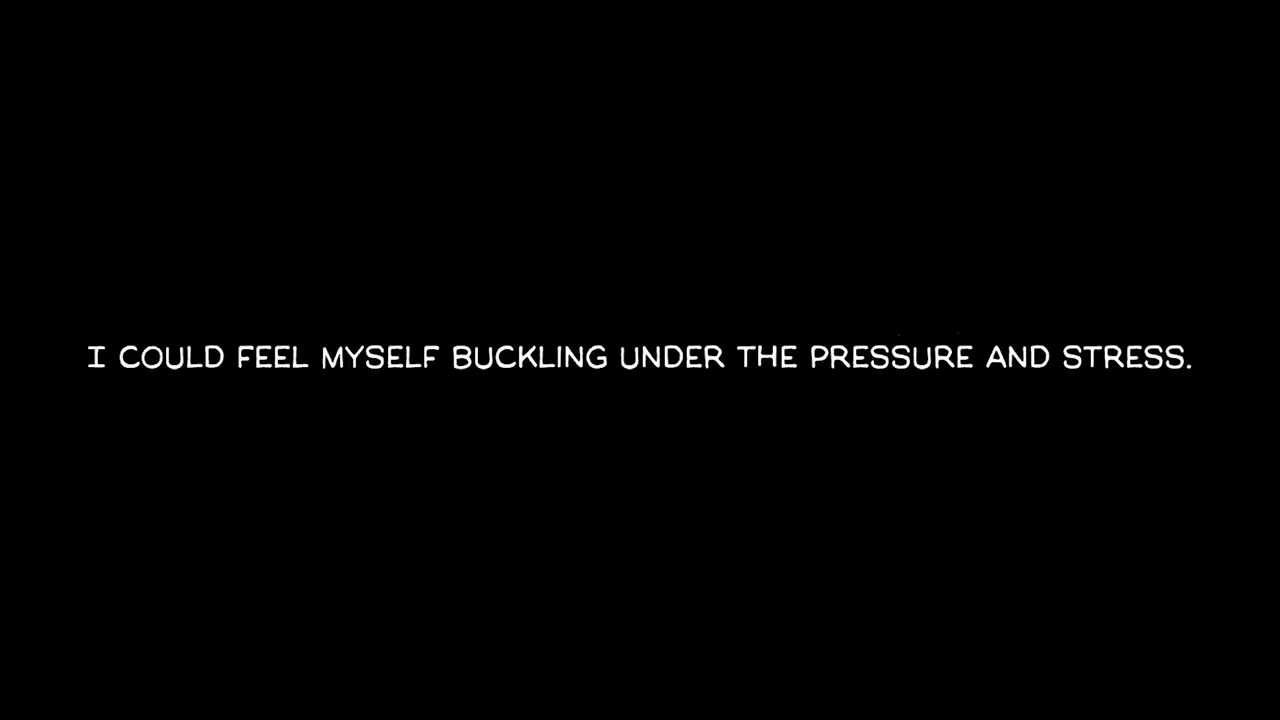 I COULD FEEL MYSELF BUCKLING UNDER THE PRESSURE AND STRESS.